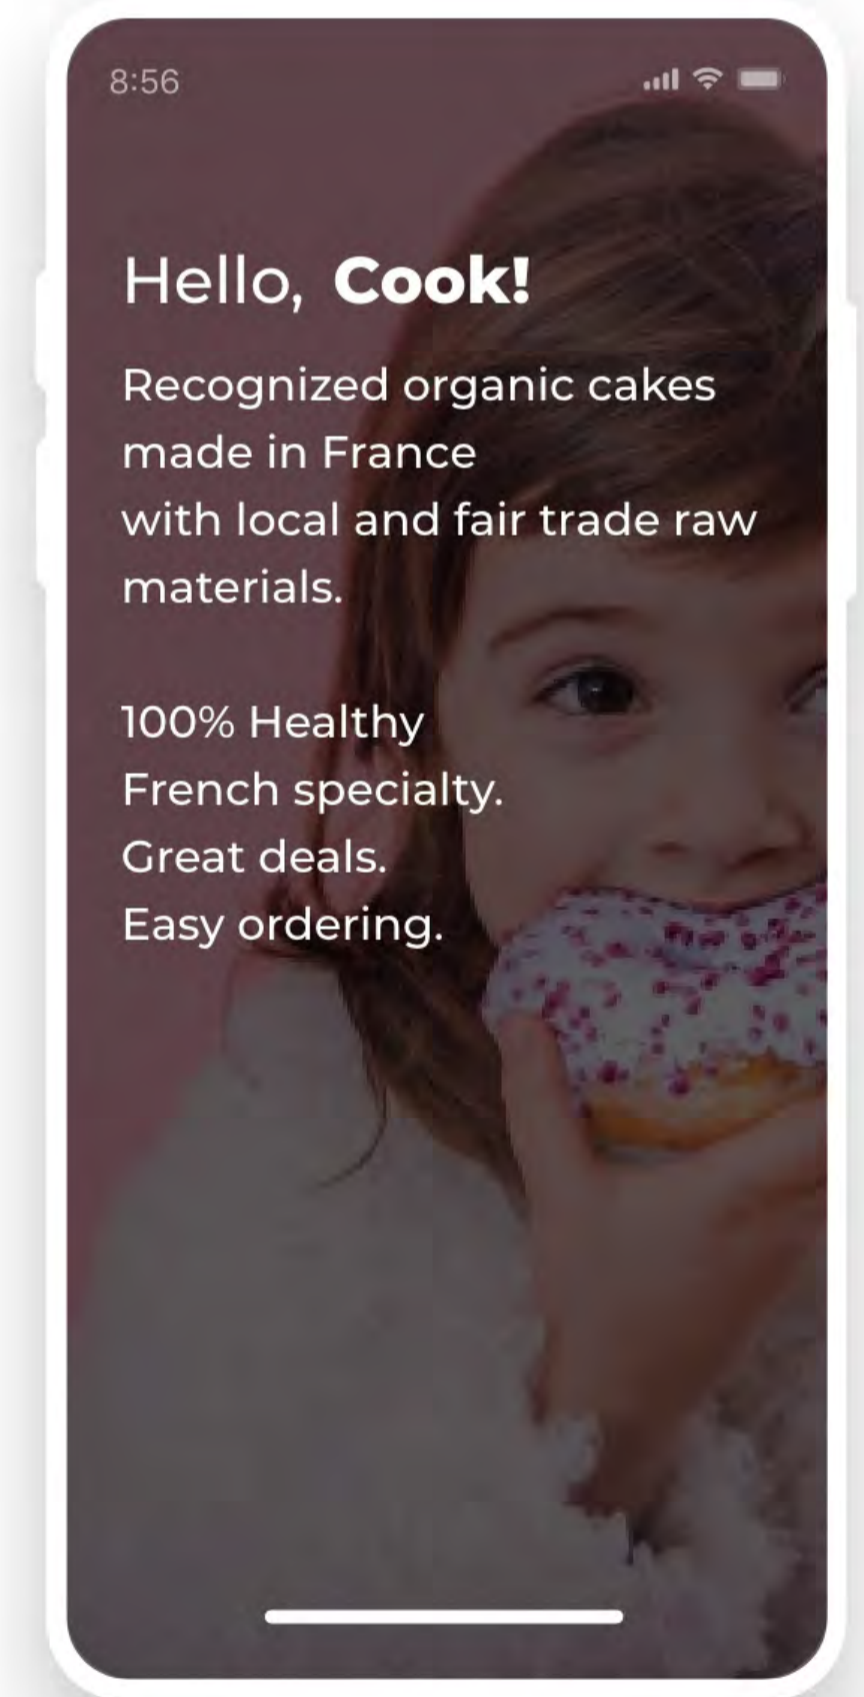 8:56
Hello, Cook!
Recognized organic cakes
made in France
with local and fair trade raw
materials.
100% Healthy
French specialty.
Great deals.
Easy ordering.